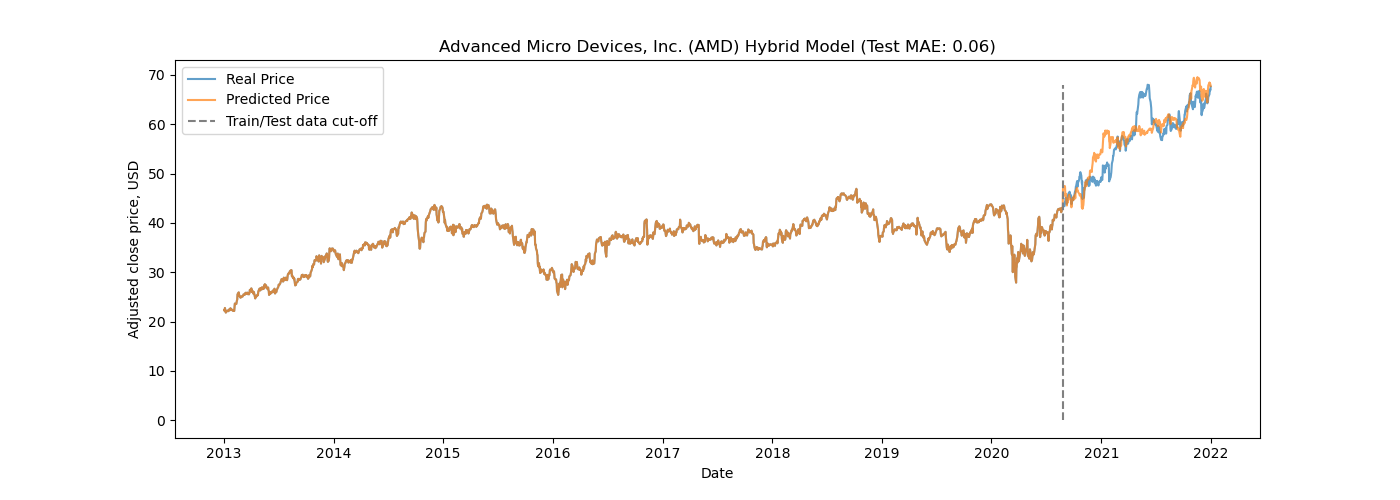 Advanced Micro Devices, Inc. (AMD) Hybrid Model (Test MAE: 0.06)
Real Price
Predicted Price
Train/Test data cut-off
Adjusted close price, USD
70
60
50
40
30
20
10
0
2013 2014 2015 2016 2017 2018 2019 2020 2021 2022
Date